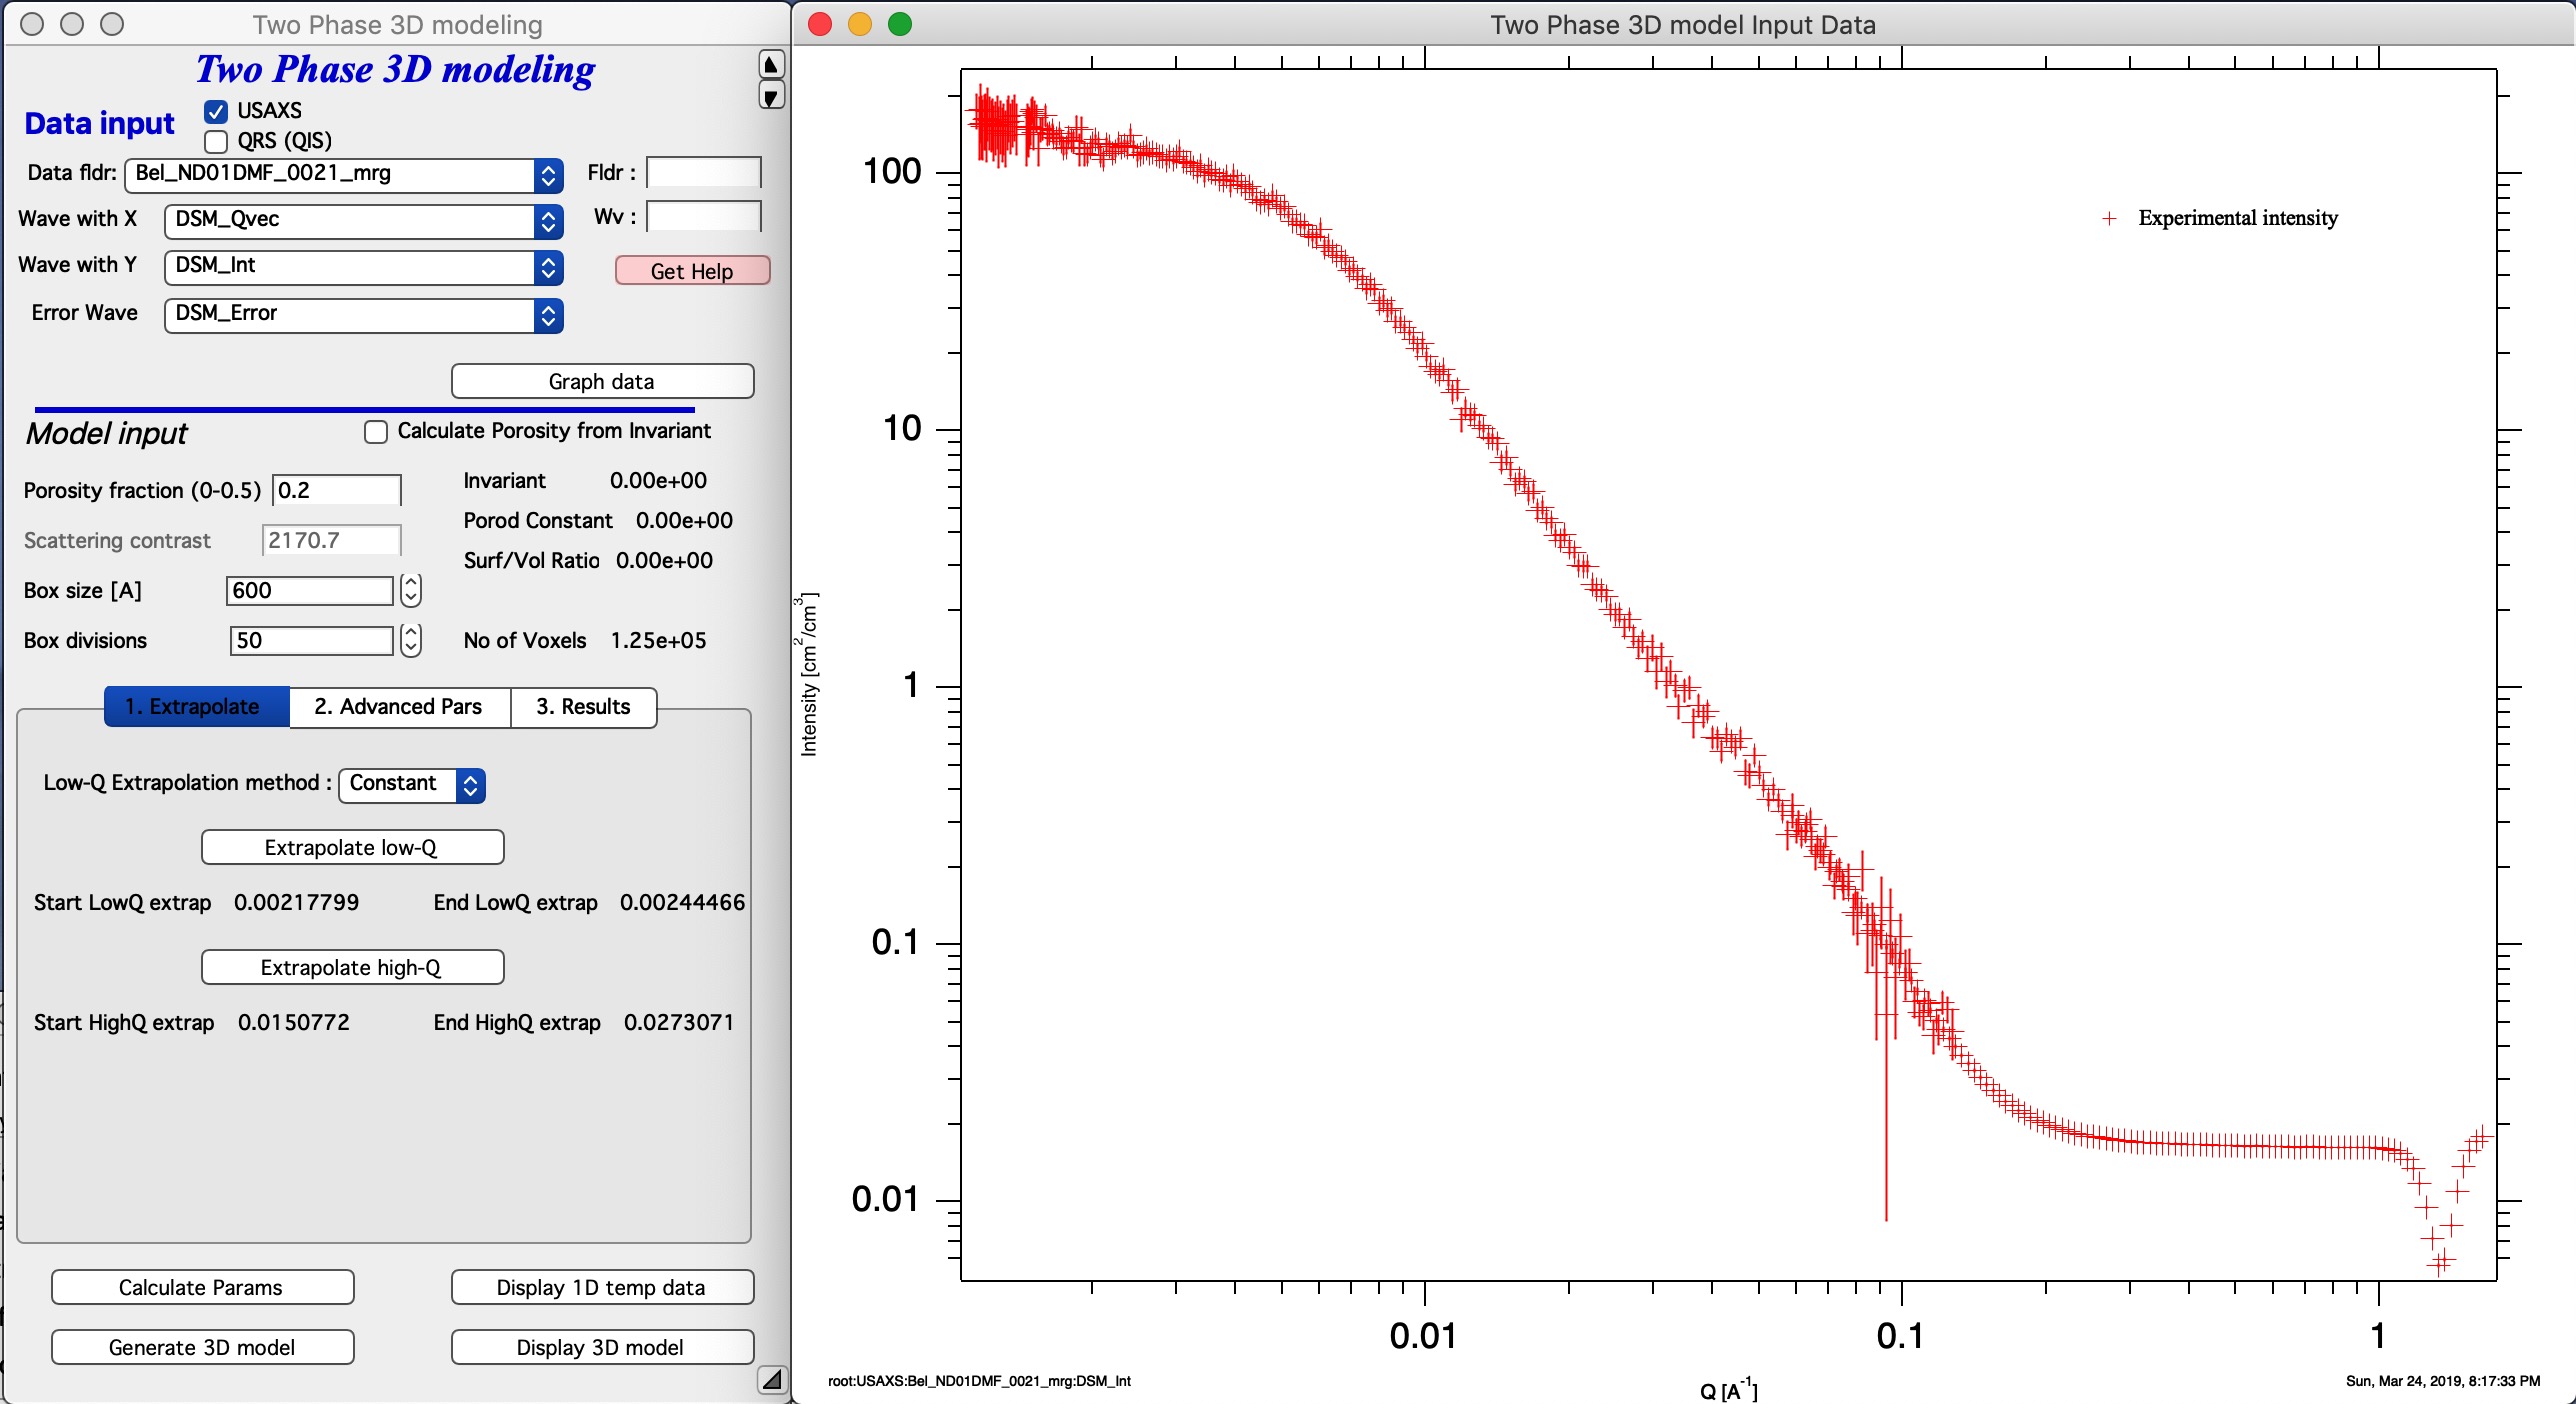 Two Phase 3D modeling
Two Phase 3D modeling
Data input
USAXS
QRS (QIS)
Data fldr: Bel_ND01DMF_0021_mrg Fldr :
Wave with X DSM_Qvec Wv :
Wave with Y DSM_Int Get Help
Error Wave DSM_Error
Graph data
Model input Calculate Porosity from Invariant
Porosity fraction (0-0.5) 0.2 Invariant 0.00e+00
Scattering contrast 2170.7 Porod Constant 0.00e+00
Surf/Vol Ratio 0.00e+00
Box size [A] 600
Box divisions 50 No of Voxels 1.25e+05
1. Extrapolate 2. Advanced Pars 3. Results
Low-Q Extrapolation method : Constant
Extrapolate low-Q
Start LowQ extrap 0.00217799 End LowQ extrap 0.00244466
Extrapolate high-Q
Start HighQ extrap 0.0150772 End HighQ extrap 0.0273071
Calculate Params Display 1D temp data
Generate 3D model Display 3D model
Two Phase 3D model Input Data
Experimental intensity
100
10
1
0.1
0.01
Intensity [cm²/cm³]
0.01 0.1 1
Q [A⁻¹]
root:USAXS:Bel_ND01DMF_0021_mrg:DSM_Int
Sun, Mar 24, 2019, 8:17:33 PM